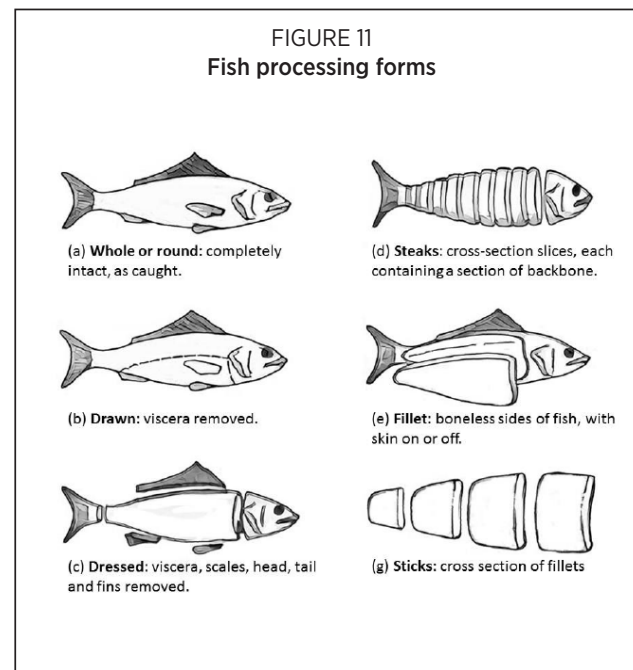 FIGURE 11
Fish processing forms
(a) Whole or round: completely
intact, as caught.
(d) Steaks: cross-section slices, each
containing a section of backbone.
(b) Drawn: viscera removed.
(e) Fillet: boneless sides of fish, with
skin on or off.
(c) Dressed: viscera, scales, head, tail
and fins removed.
(g) Sticks: cross section of fillets